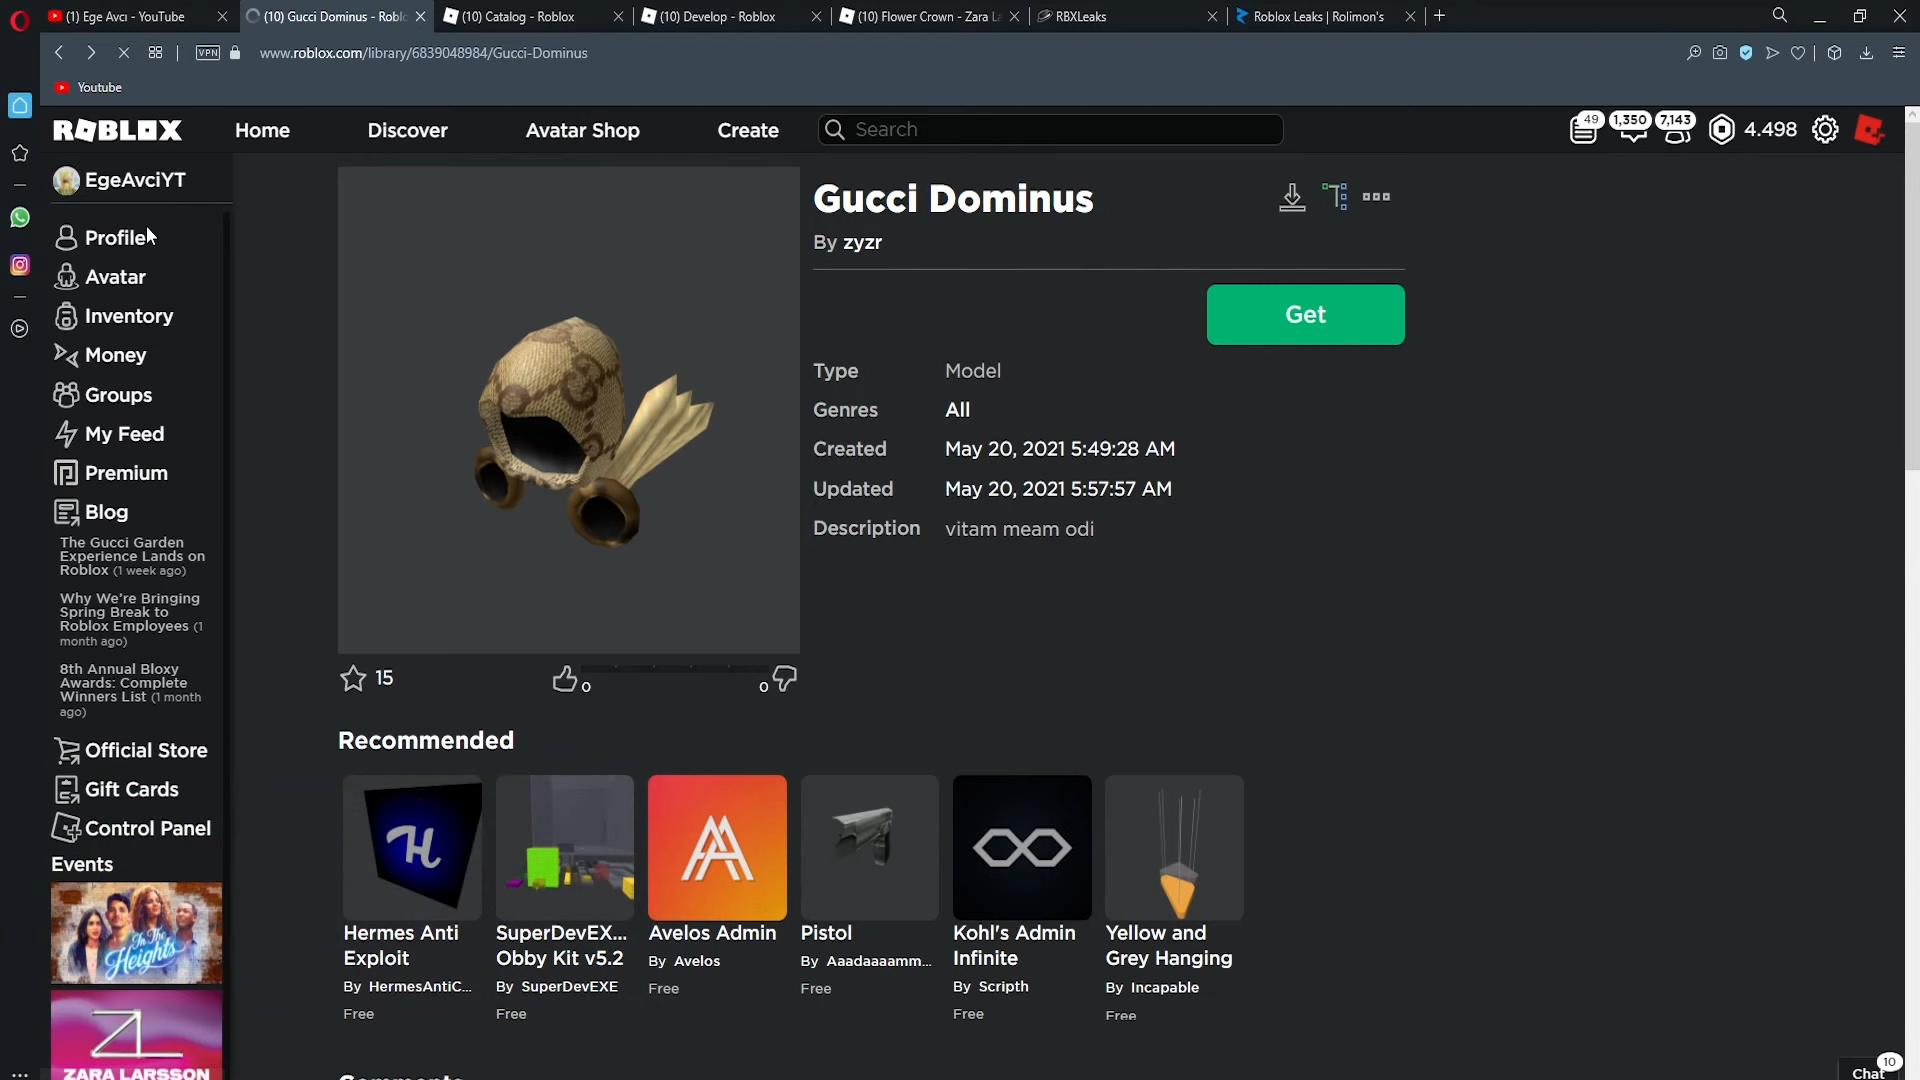 (1) Ege Avcı - YouTube
(10) Gucci Dominus - Roblo
(10) Catalog - Roblox
(10) Develop - Roblox
(10) Flower Crown - Zara La
RBXLeaks
Roblox Leaks | Rolimon's
VPN
www.roblox.com/library/6839048984/Gucci-Dominus
Youtube
ROBLOX
Home
Discover
Avatar Shop
Create
Search
49
1,350
7,143
4.498
EgeAvciYT
Profile
Avatar
Inventory
Money
Groups
My Feed
Premium
Blog
The Gucci Garden
Experience Lands on
Roblox (1 week ago)
Why We're Bringing
Spring Break to
Roblox Employees (1
month ago)
8th Annual Bloxy
Awards: Complete
Winners List (1 month
ago)
Official Store
Gift Cards
Control Panel
Events
In The
Heights
ZARA LARSSON
Gucci Dominus
By zyzr
Get
Type Model
Genres All
Created May 20, 2021 5:49:28 AM
Updated May 20, 2021 5:57:57 AM
Description vitam meam odi
15
0
0
Recommended
Hermes Anti
Exploit
By HermesAntiC...
Free
SuperDevEX...
Obby Kit v5.2
By SuperDevEXE
Free
Avelos Admin
By Avelos
Free
Pistol
By Aaadaaaamm...
Free
Kohl's Admin
Infinite
By Scripth
Free
Yellow and
Grey Hanging
By Incapable
Free
Comments
Chat
10